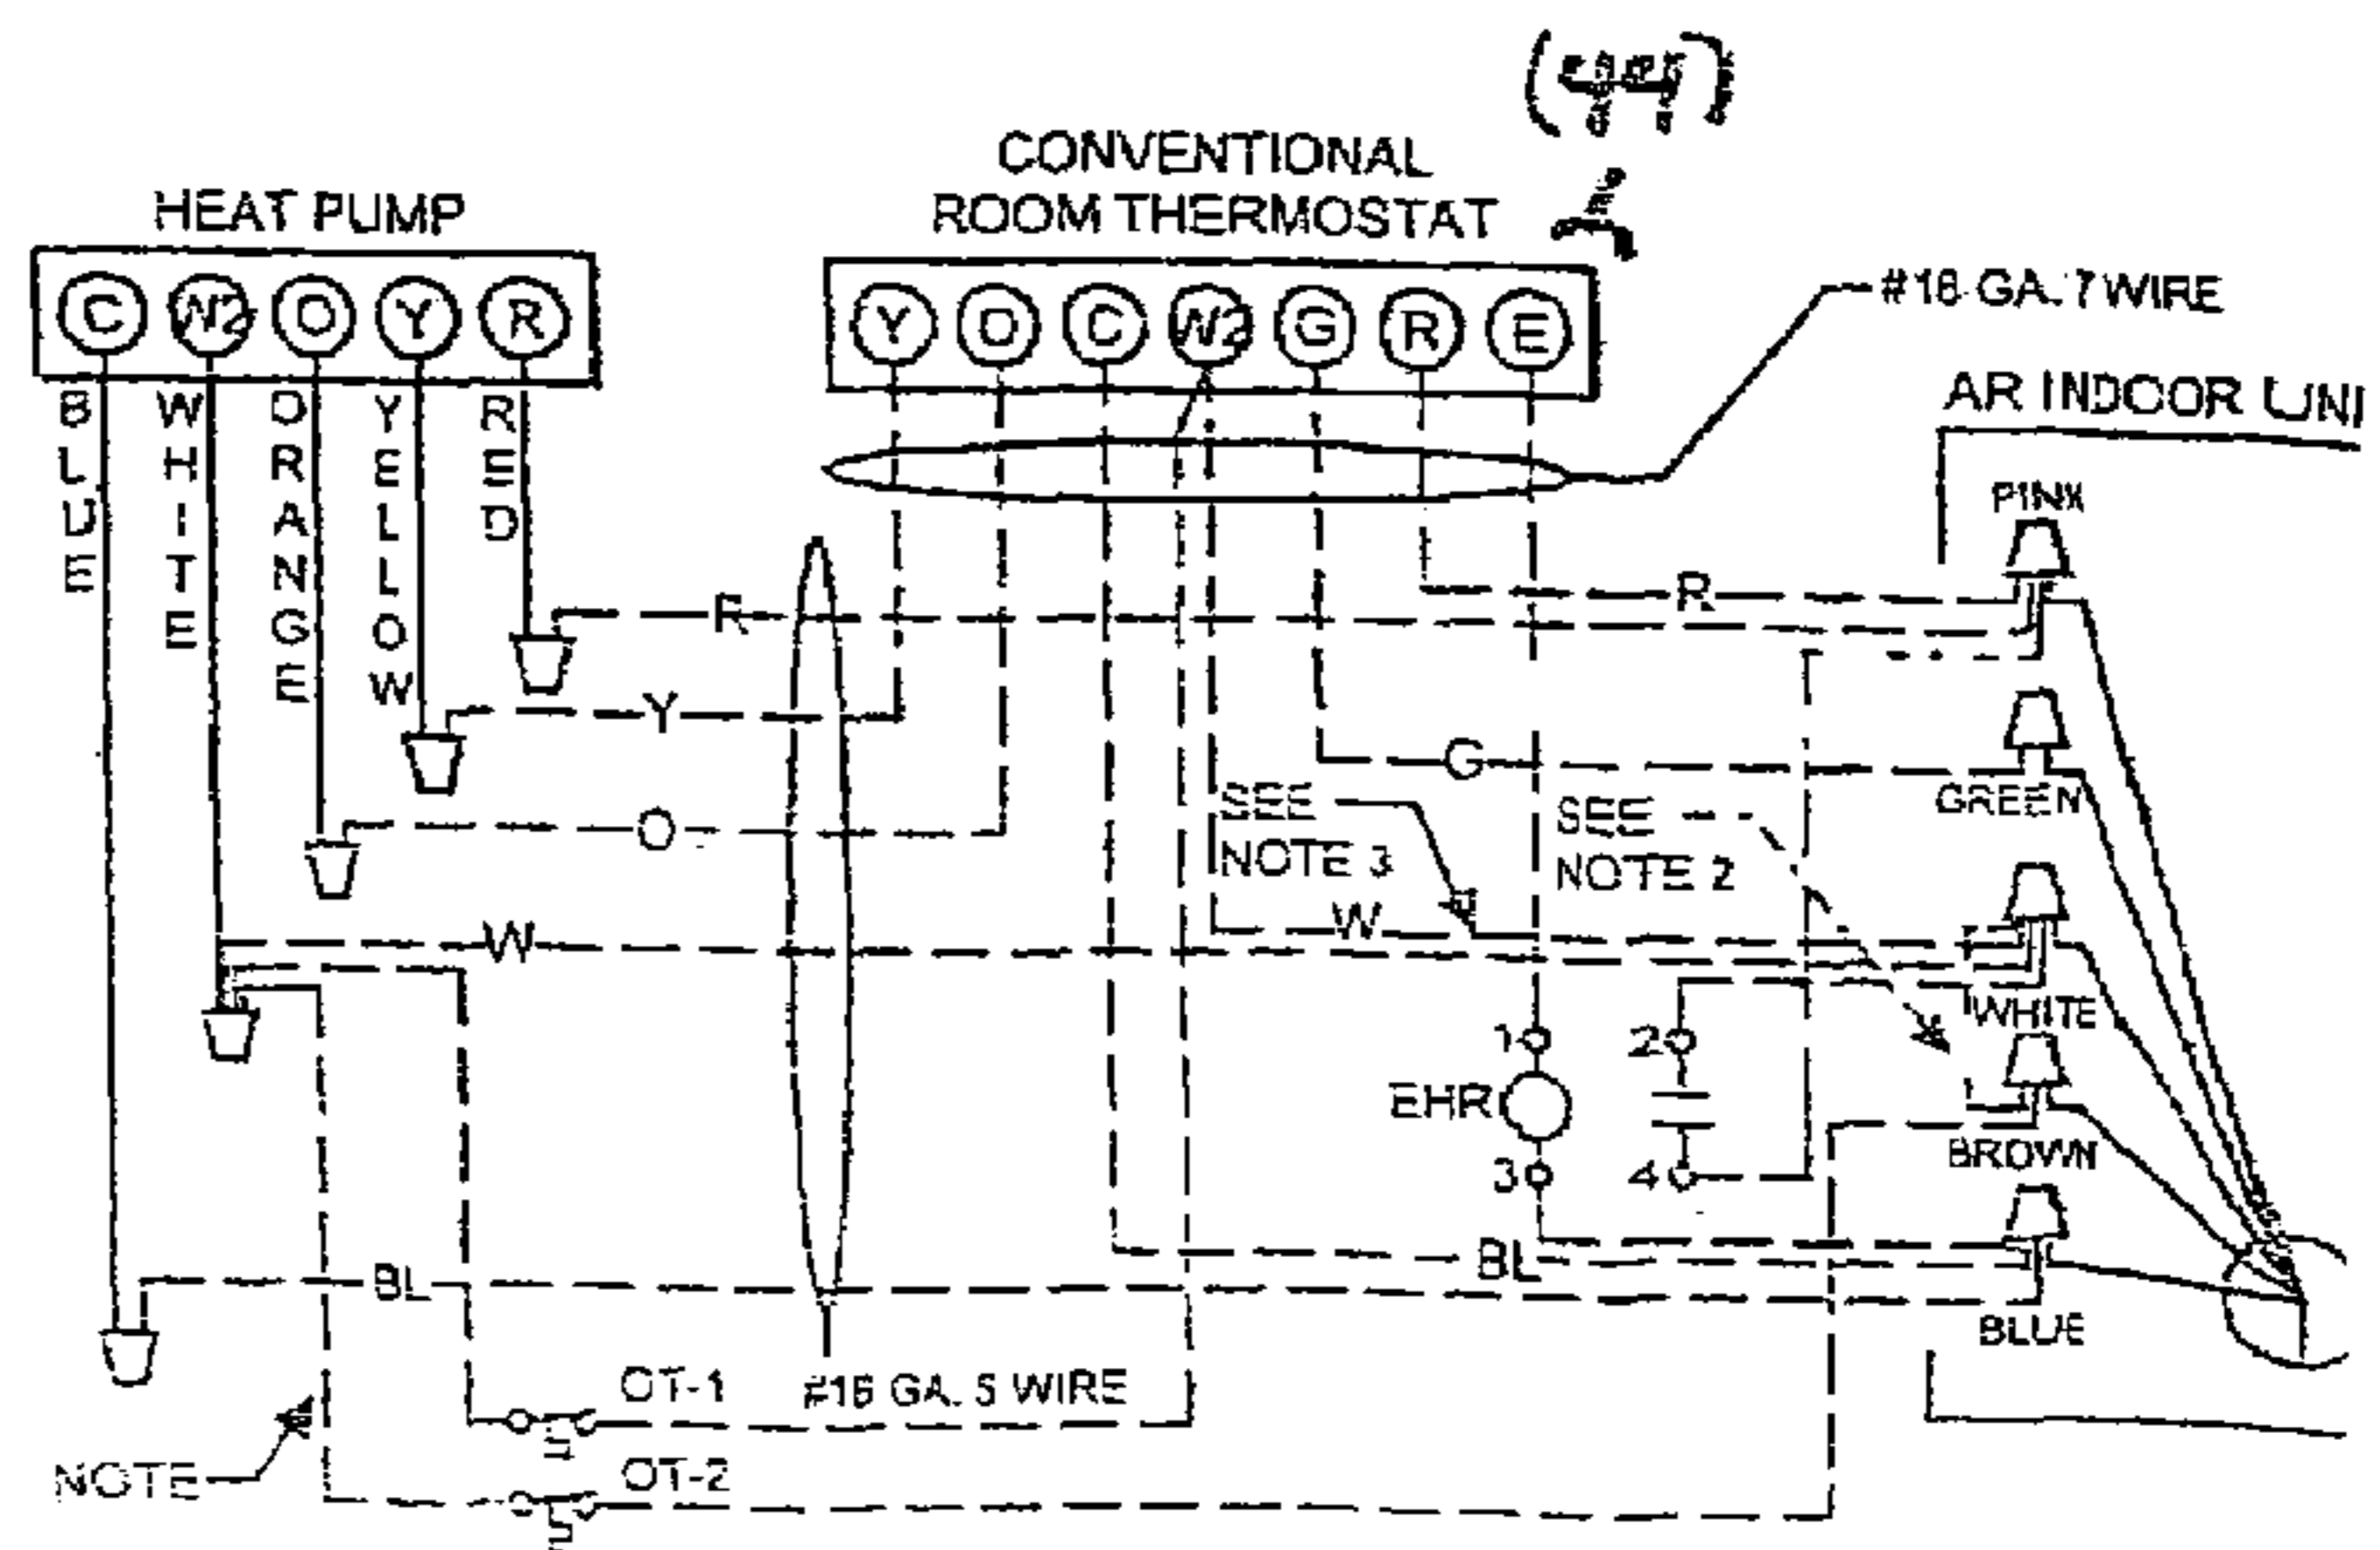 CONVENTIONAL
ROOM THERMOSTAT
HEAT PUMP
C W2 O Y R
Y O C W2 G R E
#18 GA. 7 WIRE
AR INDOOR UNI
BLUE
WHITE
ORANGE
YELLOW
RED
PINK
R
R
Y
G
GREEN
SEE
NOTE 3
SEE
NOTE 2
O
W
W
WHITE
1
2
EHR
BROWN
3
4
BL
BL
BLUE
OT-1
#18 GA. 5 WIRE
NOTE
OT-2